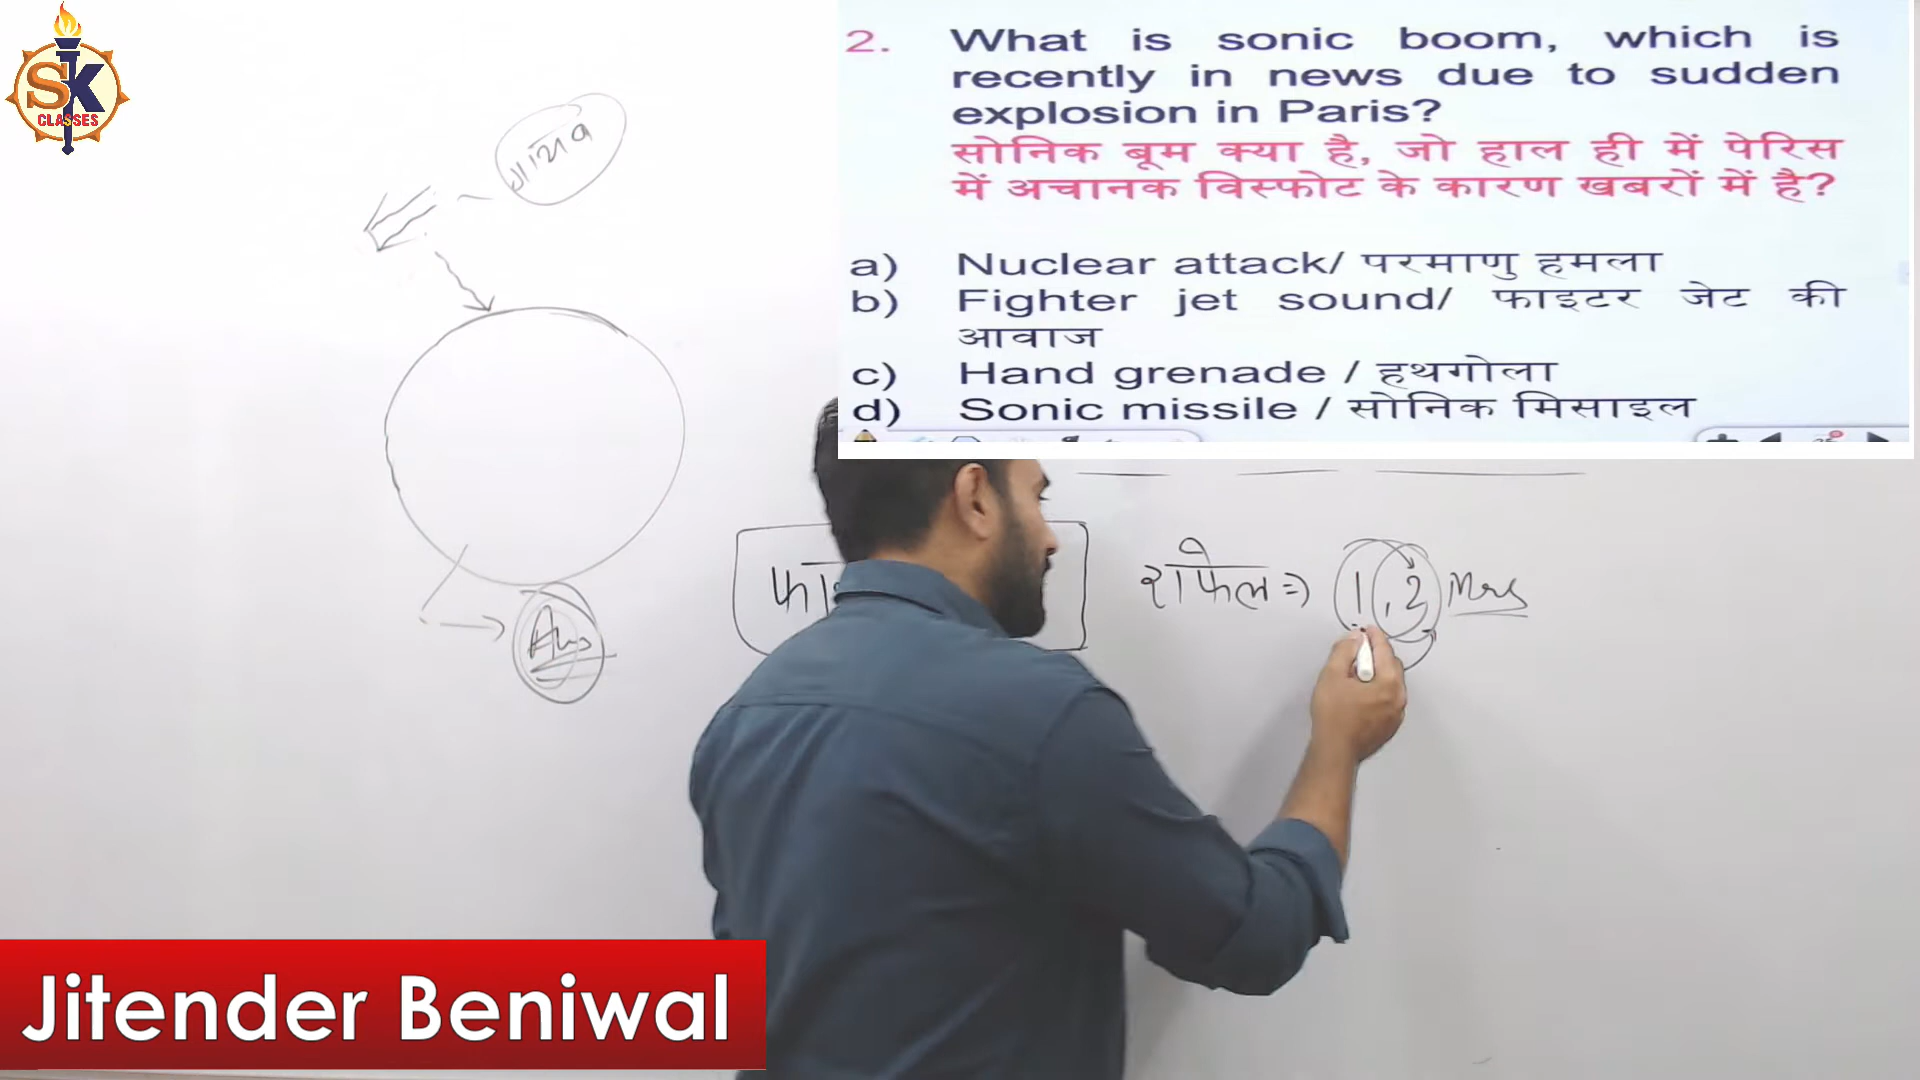 SK
CLASSES
2. What is sonic boom, which is
recently in news due to sudden
explosion in Paris?
सोनिक बूम क्या है, जो हाल ही में पेरिस
में अचानक विस्फोट के कारण खबरों में है?
a) Nuclear attack/ परमाणु हमला
b) Fighter jet sound/ फाइटर जेट की
आवाज
c) Hand grenade / हथगोला
d) Sonic missile / सोनिक मिसाइल
गायब
राफेल => 1,2
Ans
Jitender Beniwal